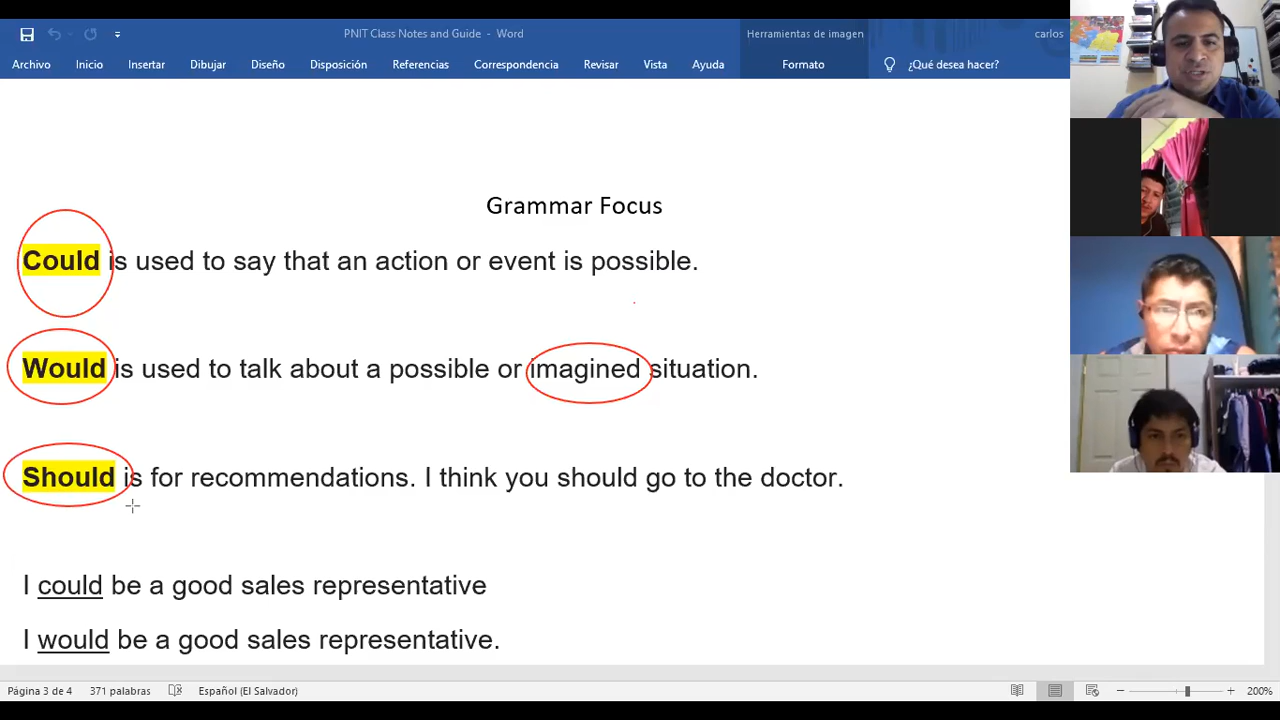 PNIT Class Notes and Guide - Word
Herramientas de imagen
carlos
Archivo Inicio Insertar Dibujar Diseño Disposición Referencias Correspondencia Revisar Vista Ayuda Formato ¿Qué desea hacer?
Grammar Focus
Could is used to say that an action or event is possible.
Would is used to talk about a possible or imagined situation.
Should is for recommendations. I think you should go to the doctor.
I could be a good sales representative
I would be a good sales representative.
Página 3 de 4 371 palabras Español (El Salvador) 200%